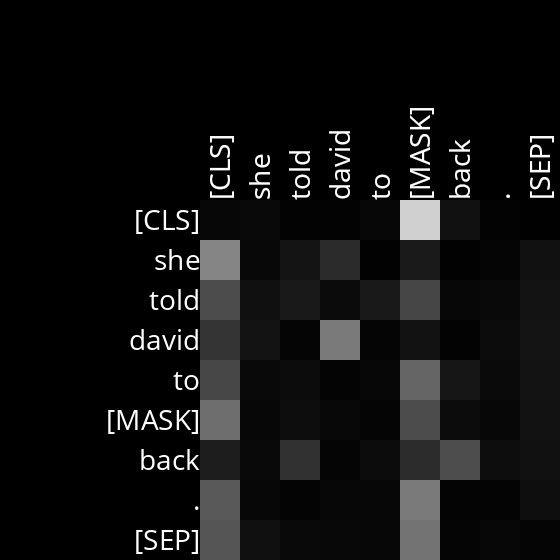 [CLS] she told david to [MASK] back . [SEP]
[CLS]
she
told
david
to
[MASK]
back
.
[SEP]